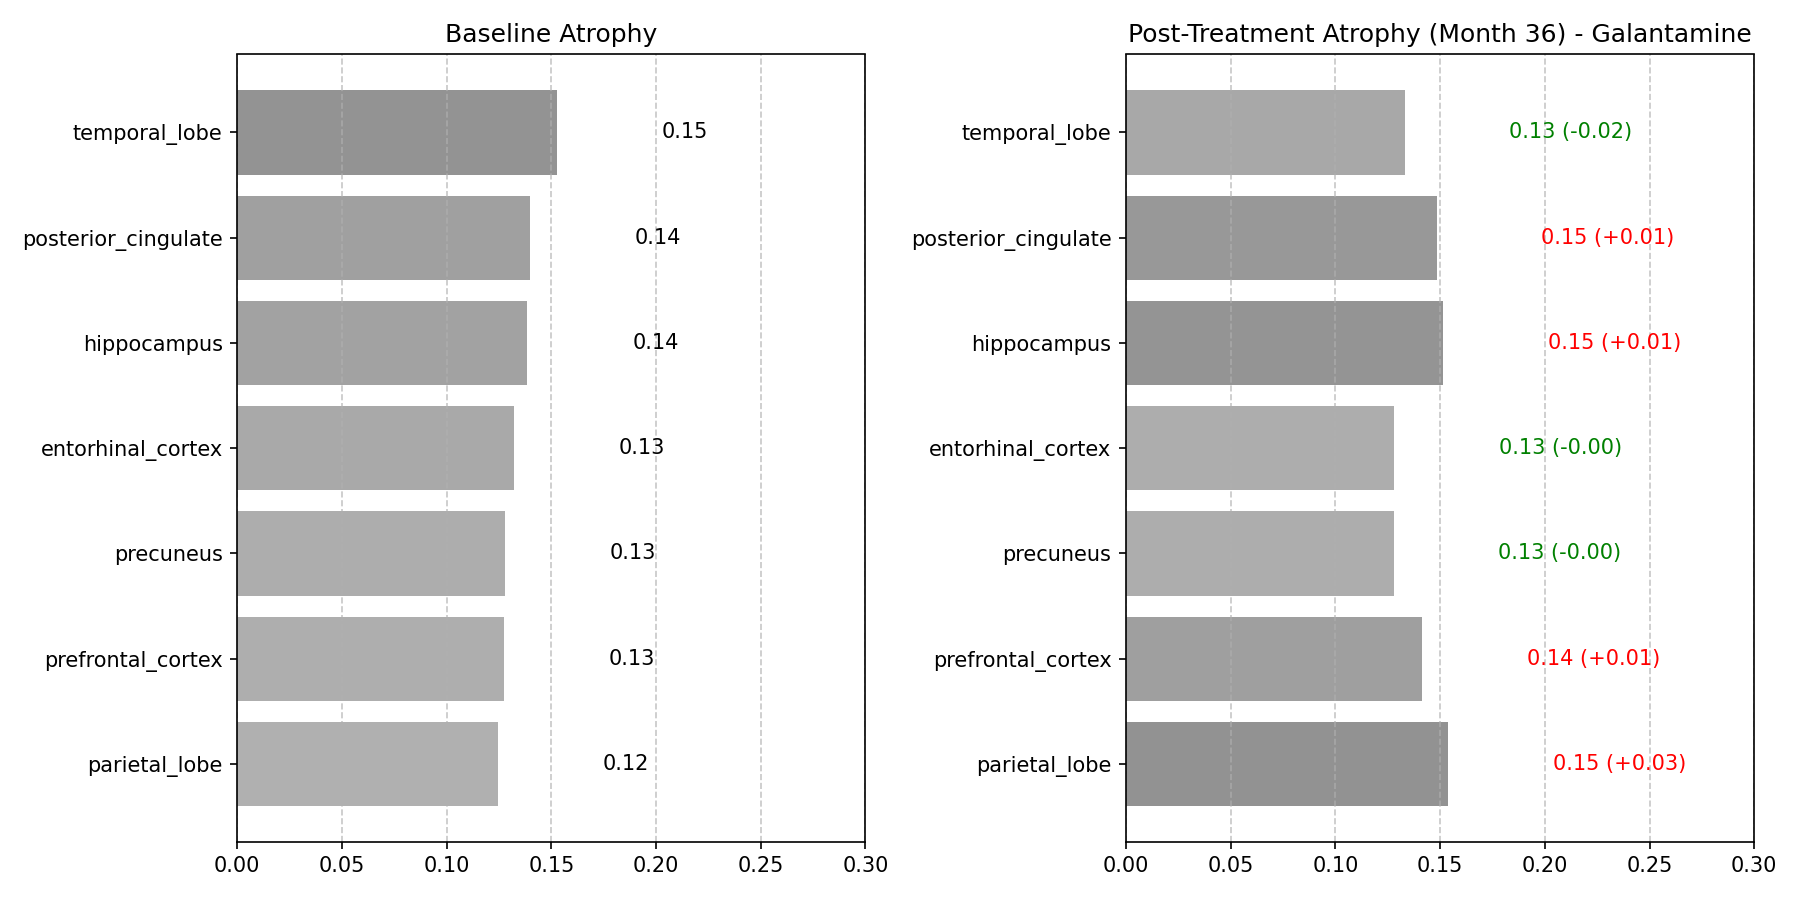 Baseline Atrophy
temporal_lobe
0.15
posterior_cingulate
0.14
hippocampus
0.14
entorhinal_cortex
0.13
precuneus
0.13
prefrontal_cortex
0.13
parietal_lobe
0.12
0.00 0.05 0.10 0.15 0.20 0.25 0.30
Post-Treatment Atrophy (Month 36) - Galantamine
temporal_lobe
0.13 (-0.02)
posterior_cingulate
0.15 (+0.01)
hippocampus
0.15 (+0.01)
entorhinal_cortex
0.13 (-0.00)
precuneus
0.13 (-0.00)
prefrontal_cortex
0.14 (+0.01)
parietal_lobe
0.15 (+0.03)
0.00 0.05 0.10 0.15 0.20 0.25 0.30